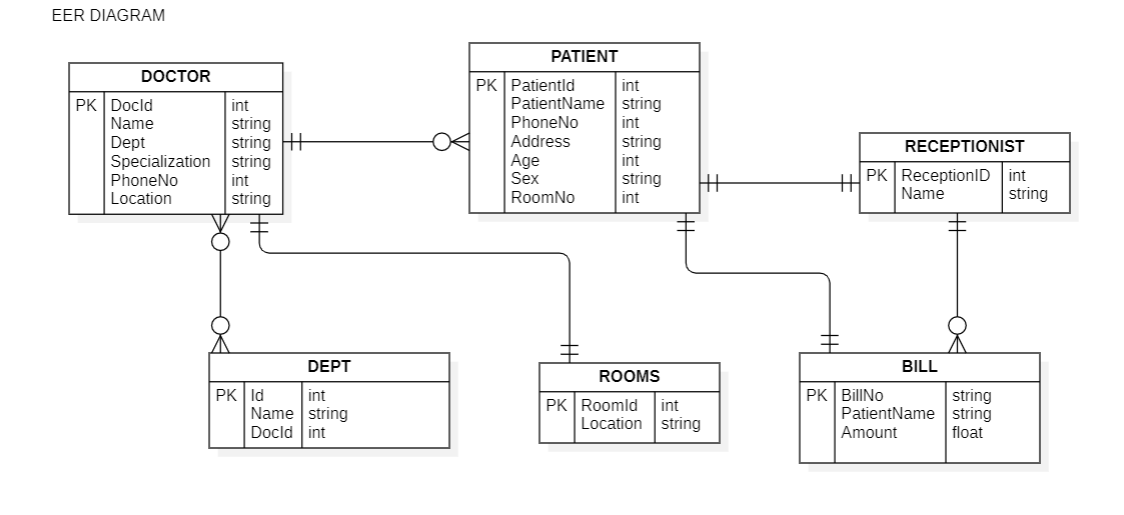 EER DIAGRAM
DOCTOR
PK DocId int
Name string
Dept string
Specialization string
PhoneNo int
Location string
PATIENT
PK PatientId int
PatientName string
PhoneNo int
Address string
Age int
Sex string
RoomNo int
RECEPTIONIST
PK ReceptionID int
Name string
DEPT
PK Id int
Name string
DocId int
ROOMS
PK RoomId int
Location string
BILL
PK BillNo string
PatientName string
Amount float